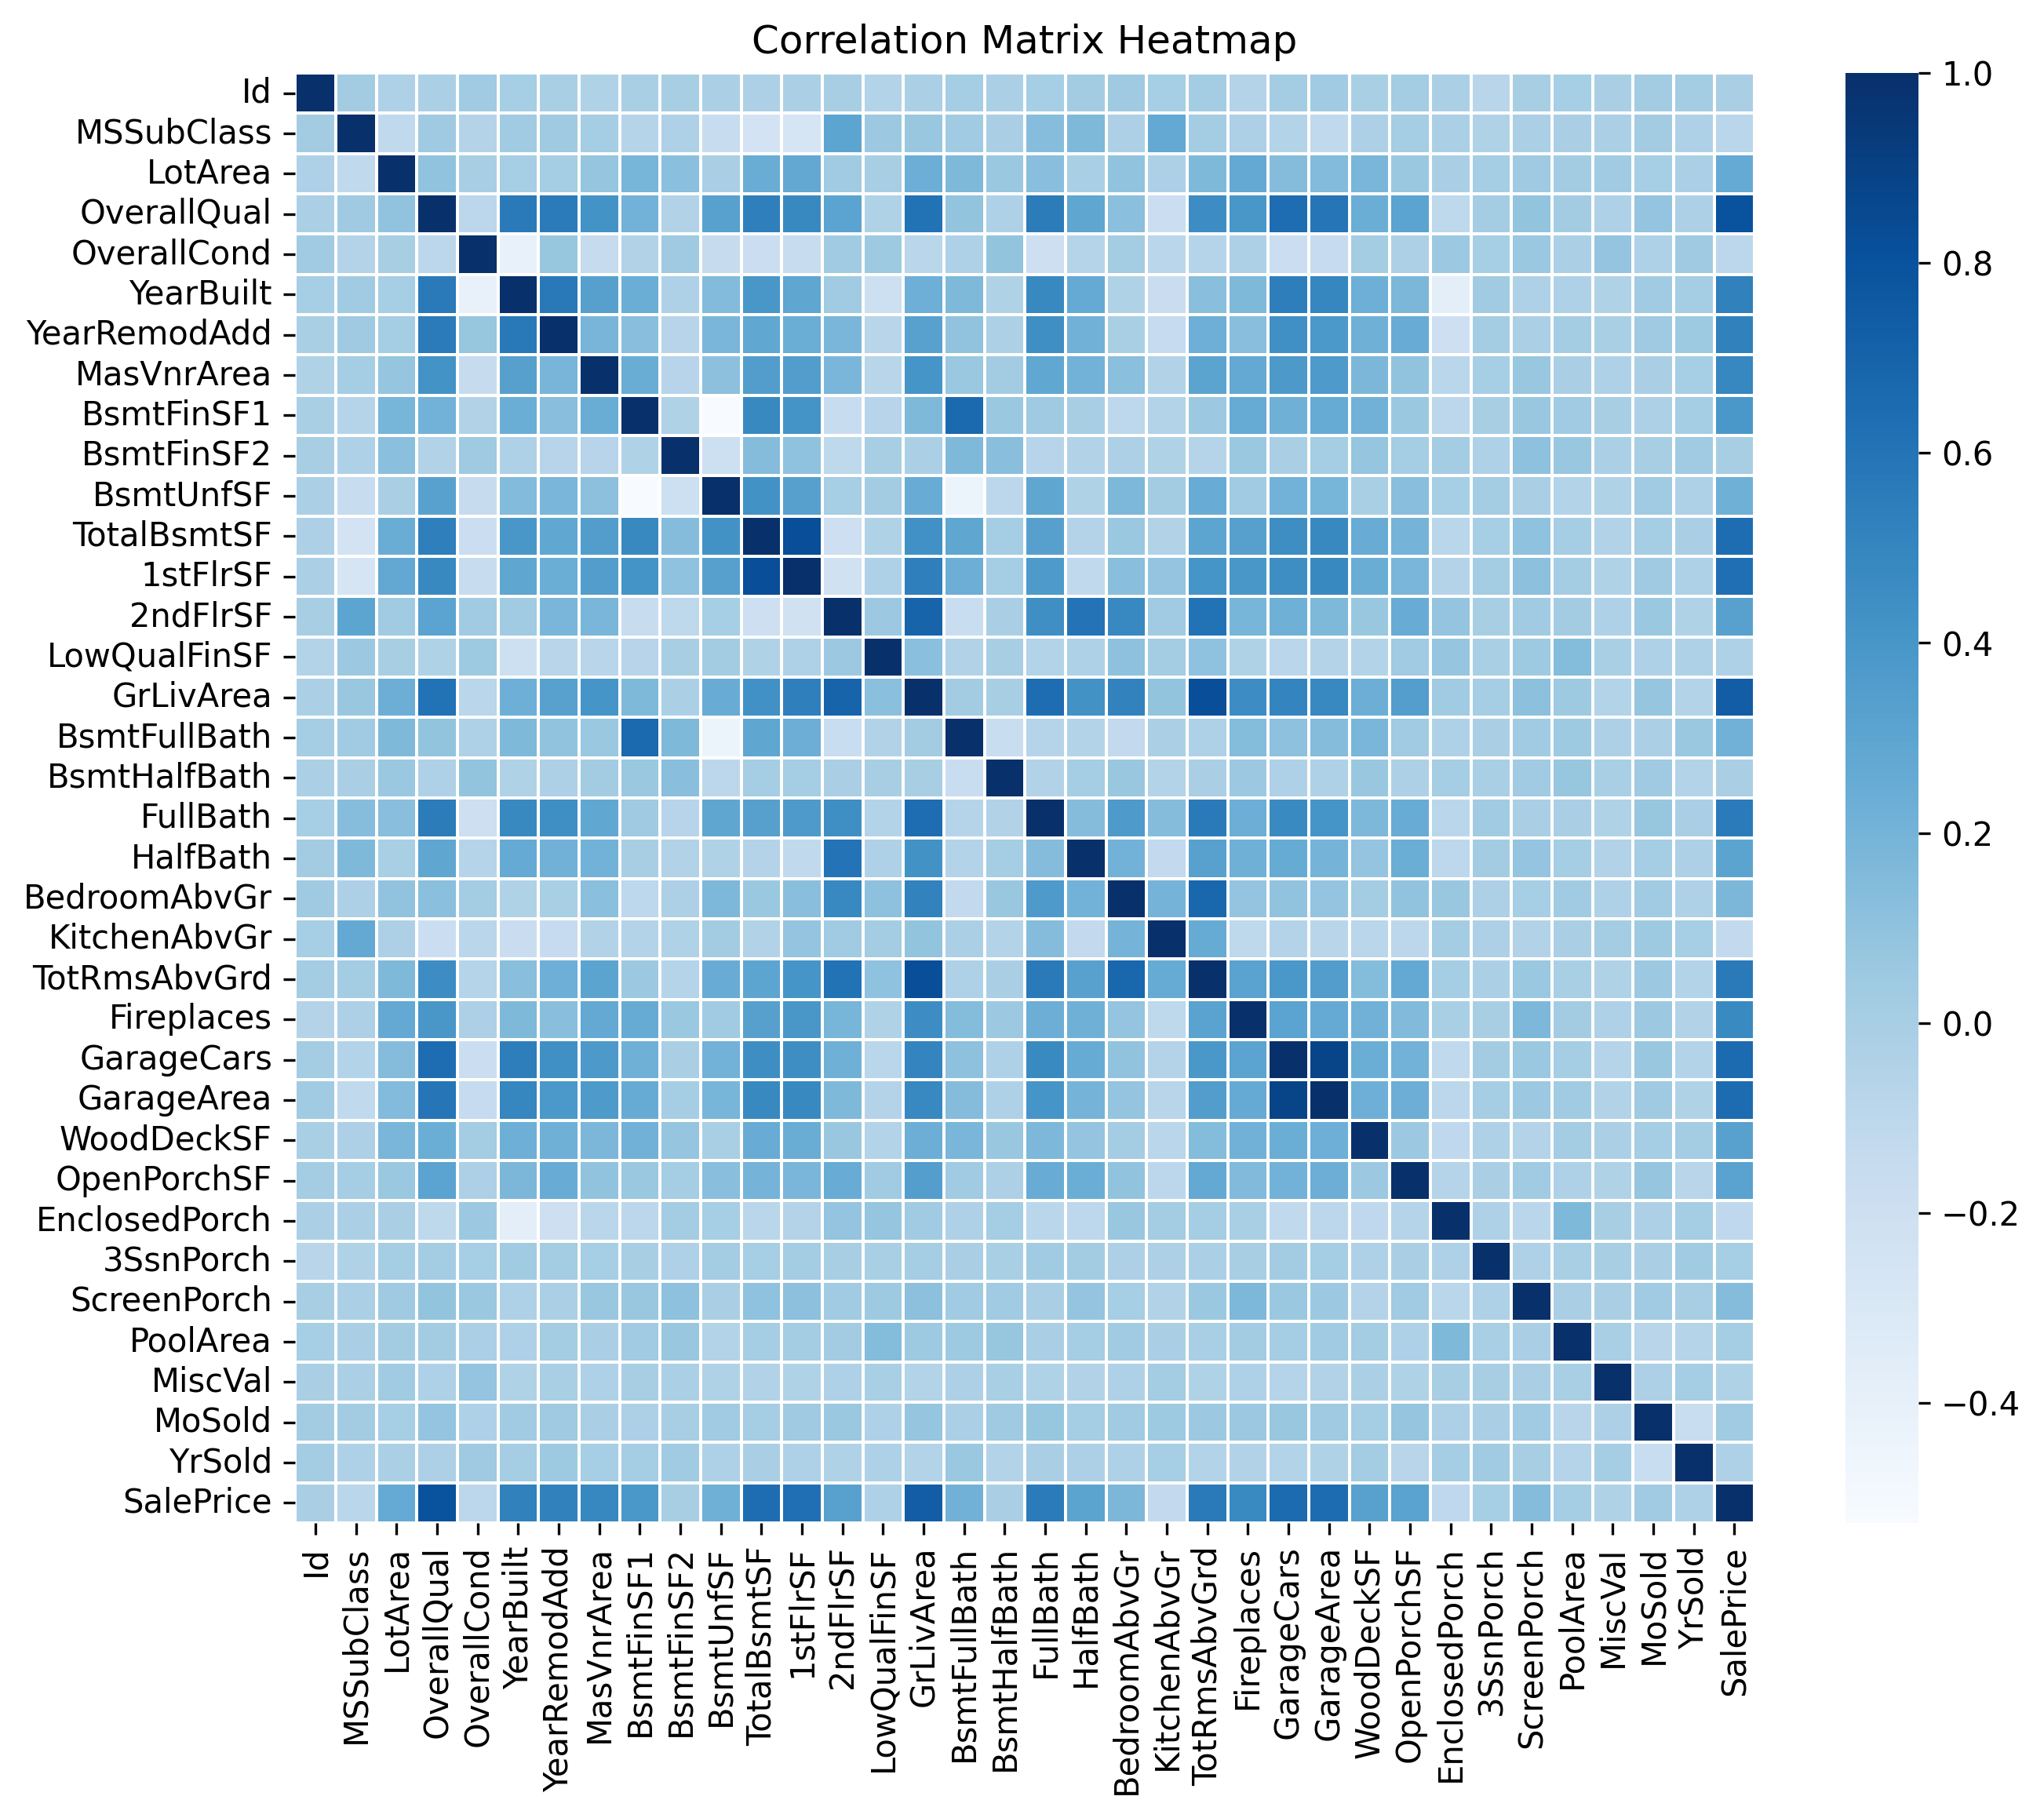 Correlation Matrix Heatmap
Id
MSSubClass
LotArea
OverallQual
OverallCond
YearBuilt
YearRemodAdd
MasVnrArea
BsmtFinSF1
BsmtFinSF2
BsmtUnfSF
TotalBsmtSF
1stFlrSF
2ndFlrSF
LowQualFinSF
GrLivArea
BsmtFullBath
BsmtHalfBath
FullBath
HalfBath
BedroomAbvGr
KitchenAbvGr
TotRmsAbvGrd
Fireplaces
GarageCars
GarageArea
WoodDeckSF
OpenPorchSF
EnclosedPorch
3SsnPorch
ScreenPorch
PoolArea
MiscVal
MoSold
YrSold
SalePrice
Id
MSSubClass
LotArea
OverallQual
OverallCond
YearBuilt
YearRemodAdd
MasVnrArea
BsmtFinSF1
BsmtFinSF2
BsmtUnfSF
TotalBsmtSF
1stFlrSF
2ndFlrSF
LowQualFinSF
GrLivArea
BsmtFullBath
BsmtHalfBath
FullBath
HalfBath
BedroomAbvGr
KitchenAbvGr
TotRmsAbvGrd
Fireplaces
GarageCars
GarageArea
WoodDeckSF
OpenPorchSF
EnclosedPorch
3SsnPorch
ScreenPorch
PoolArea
MiscVal
MoSold
YrSold
SalePrice
1.0
0.8
0.6
0.4
0.2
0.0
−0.2
−0.4